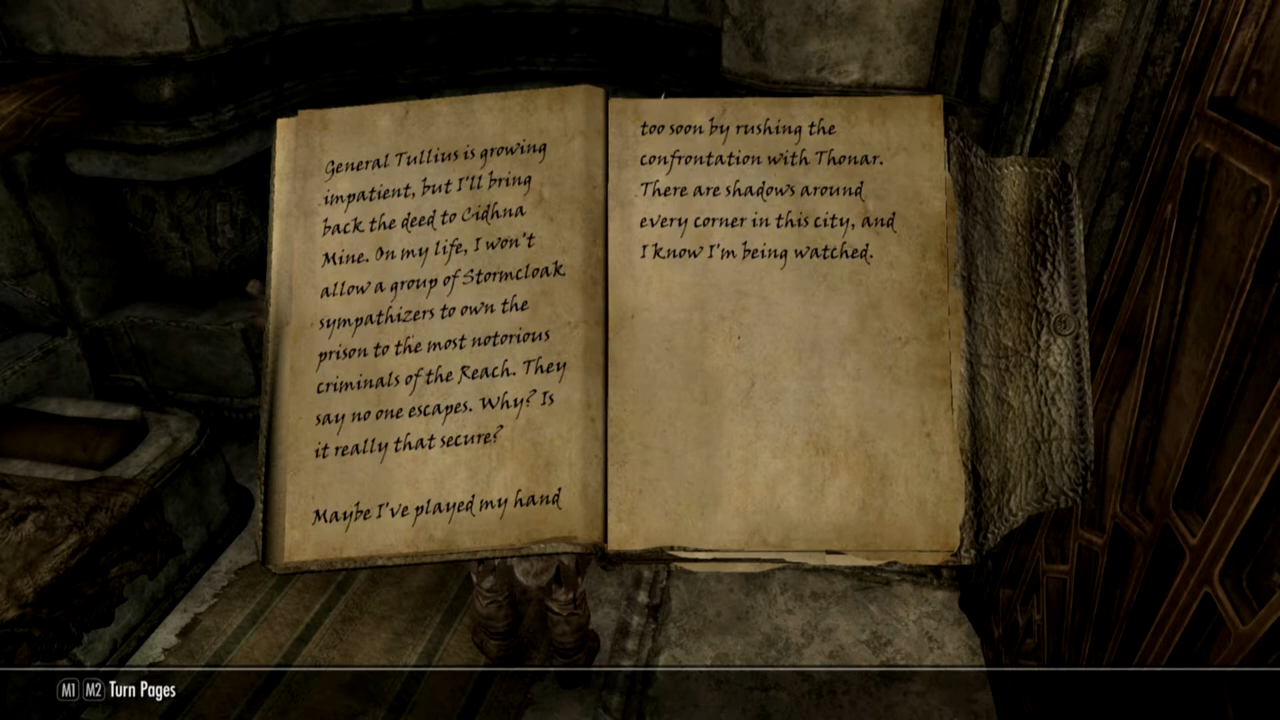 General Tullius is growing
impatient, but I'll bring
back the deed to Cidhna
Mine. On my life, I won't
allow a group of Stormcloak
sympathizers to own the
prison to the most notorious
criminals of the Reach. They
say no one escapes. Why? Is
it really that secure?
Maybe I've played my hand
too soon by rushing the
confrontation with Thonar.
There are shadows around
every corner in this city, and
I know I'm being watched.
M1 M2 Turn Pages